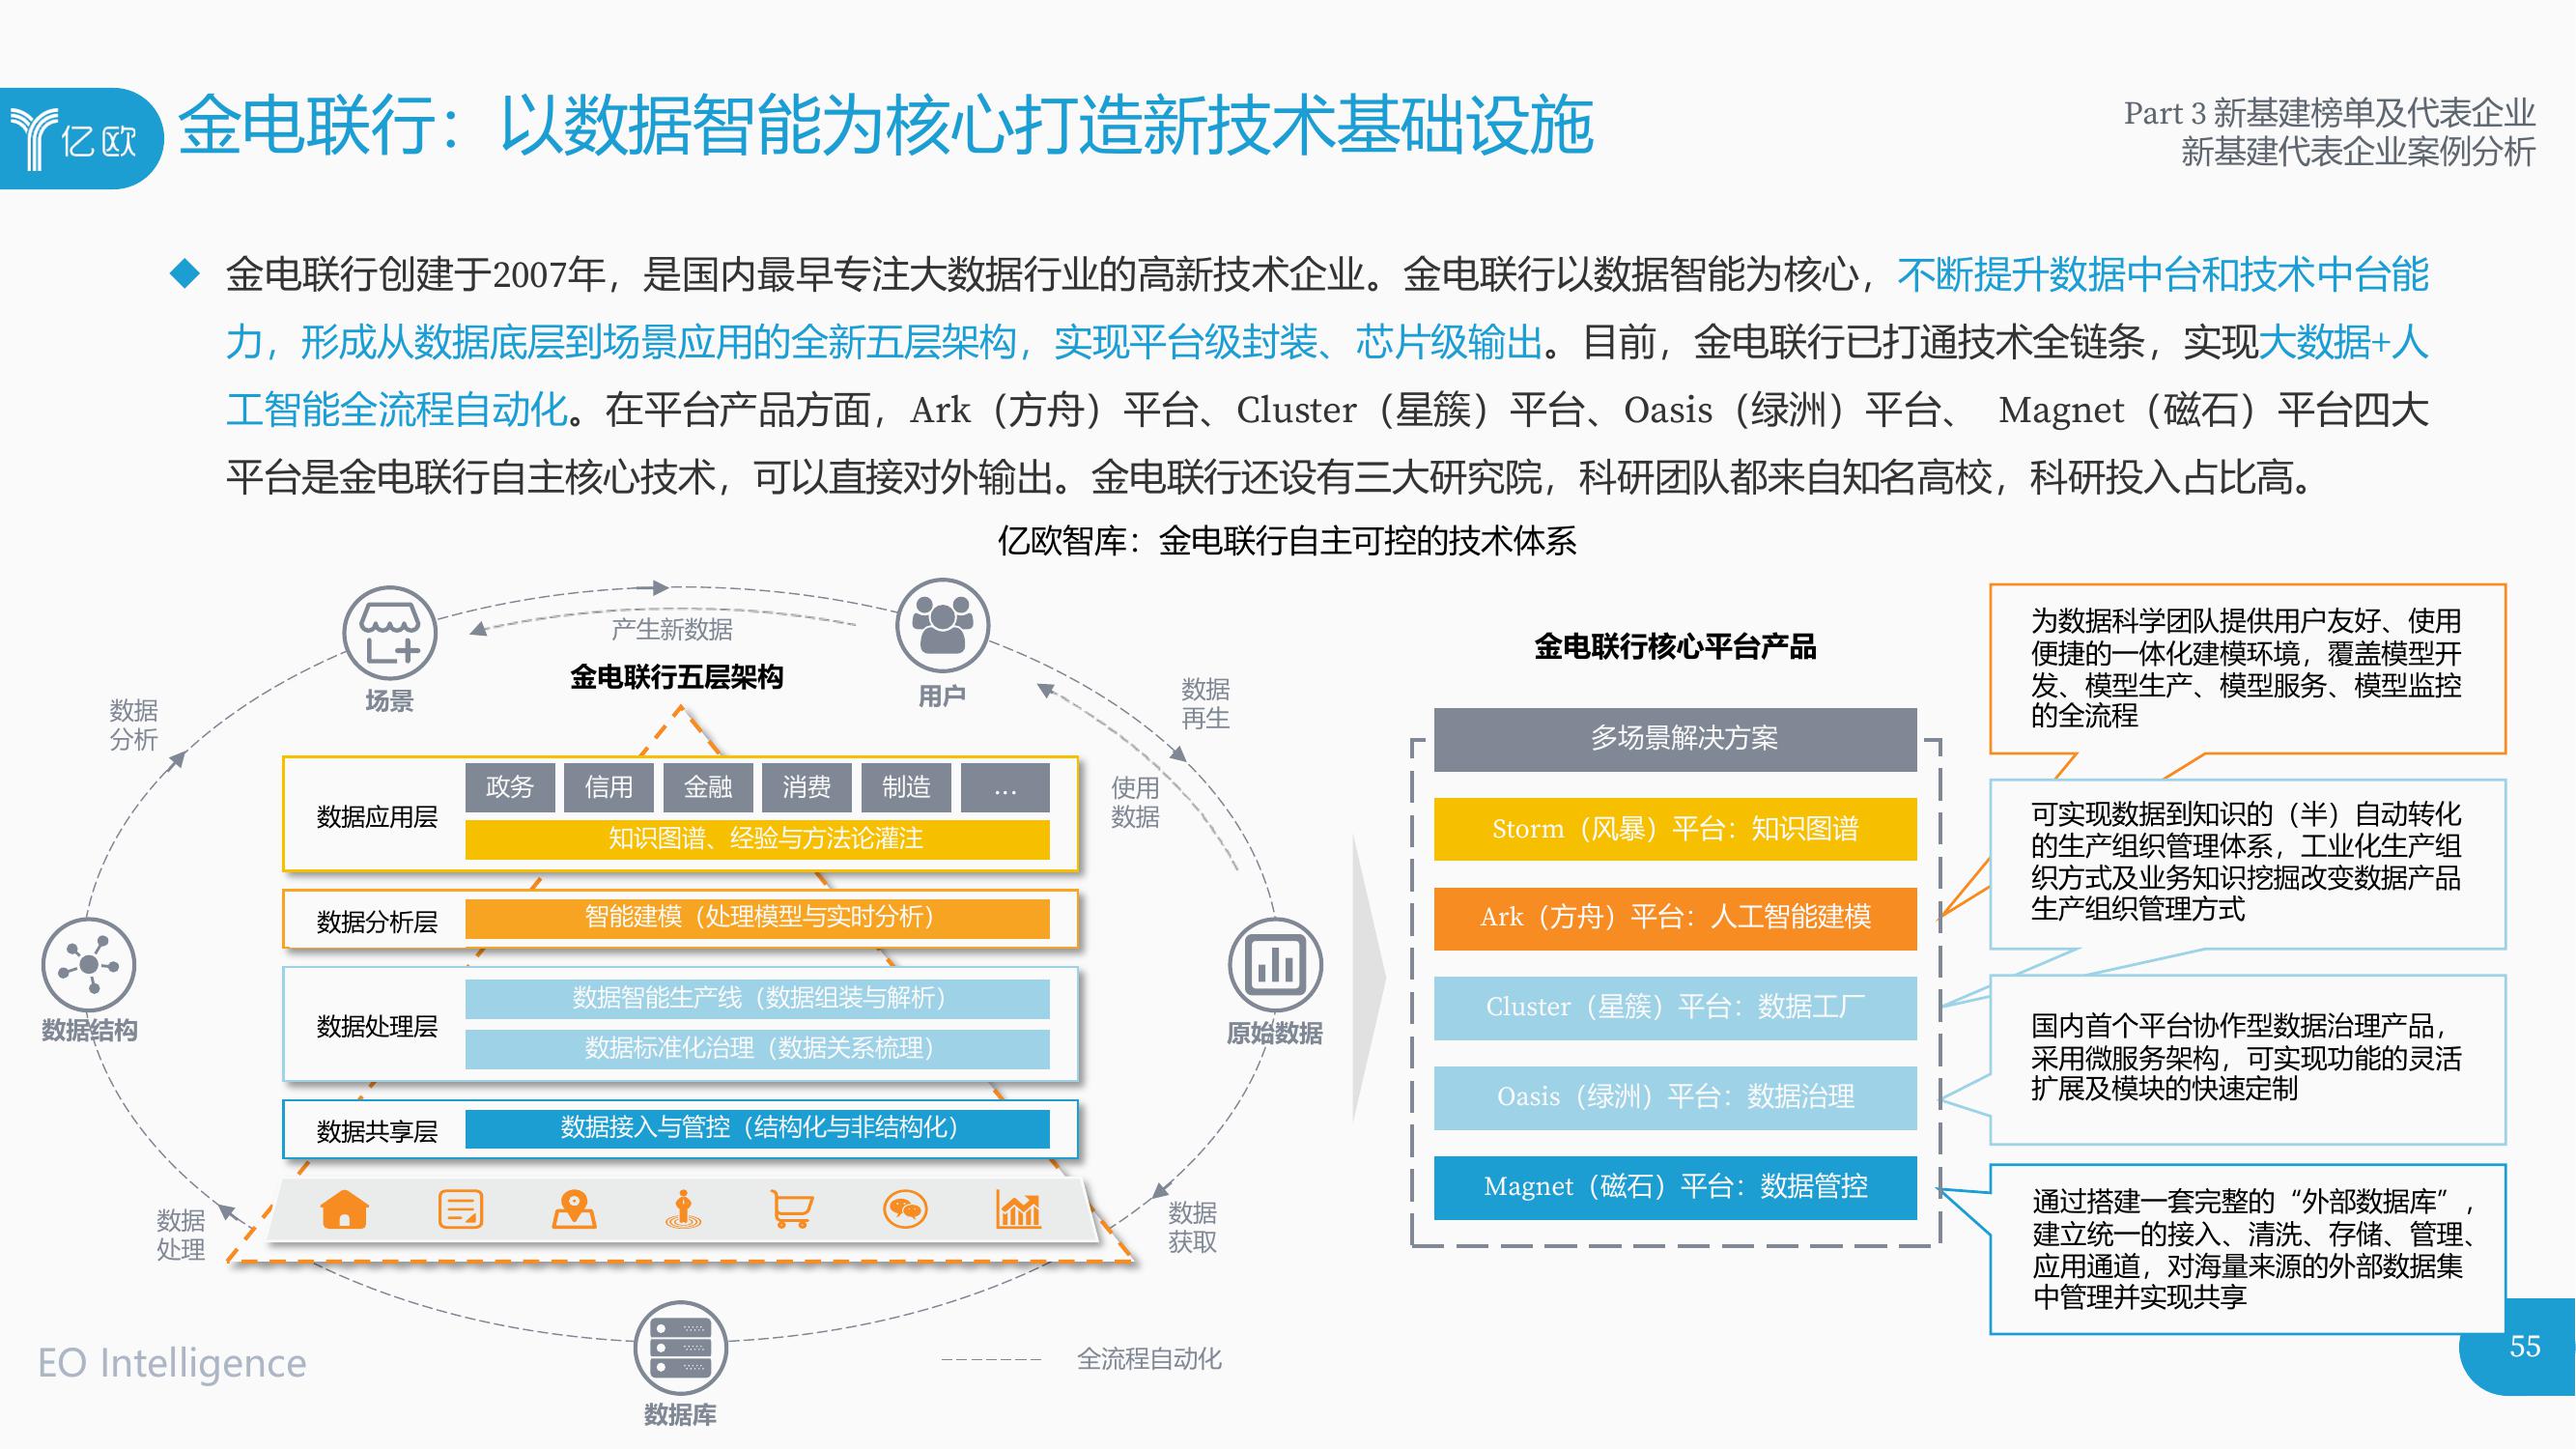 亿欧
金电联行：以数据智能为核心打造新技术基础设施
Part 3 新基建榜单及代表企业
新基建代表企业案例分析
金电联行创建于2007年，是国内最早专注大数据行业的高新技术企业。金电联行以数据智能为核心，不断提升数据中台和技术中台能
力，形成从数据底层到场景应用的全新五层架构，实现平台级封装、芯片级输出。目前，金电联行已打通技术全链条，实现大数据+人
工智能全流程自动化。在平台产品方面，Ark（方舟）平台、Cluster（星簇）平台、Oasis（绿洲）平台、 Magnet（磁石）平台四大
平台是金电联行自主核心技术，可以直接对外输出。金电联行还设有三大研究院，科研团队都来自知名高校，科研投入占比高。
亿欧智库：金电联行自主可控的技术体系
产生新数据
金电联行五层架构
场景
用户
数据
分析
数据
再生
使用
数据
数据结构
原始数据
数据
处理
数据
获取
数据库
全流程自动化
数据应用层
政务
信用
金融
消费
制造
…
知识图谱、经验与方法论灌注
数据分析层
智能建模（处理模型与实时分析）
数据处理层
数据智能生产线（数据组装与解析）
数据标准化治理（数据关系梳理）
数据共享层
数据接入与管控（结构化与非结构化）
金电联行核心平台产品
多场景解决方案
Storm（风暴）平台：知识图谱
Ark（方舟）平台：人工智能建模
Cluster（星簇）平台：数据工厂
Oasis（绿洲）平台：数据治理
Magnet（磁石）平台：数据管控
为数据科学团队提供用户友好、使用
便捷的一体化建模环境，覆盖模型开
发、模型生产、模型服务、模型监控
的全流程
可实现数据到知识的（半）自动转化
的生产组织管理体系，工业化生产组
织方式及业务知识挖掘改变数据产品
生产组织管理方式
国内首个平台协作型数据治理产品，
采用微服务架构，可实现功能的灵活
扩展及模块的快速定制
通过搭建一套完整的“外部数据库”，
建立统一的接入、清洗、存储、管理、
应用通道，对海量来源的外部数据集
中管理并实现共享
EO Intelligence
55